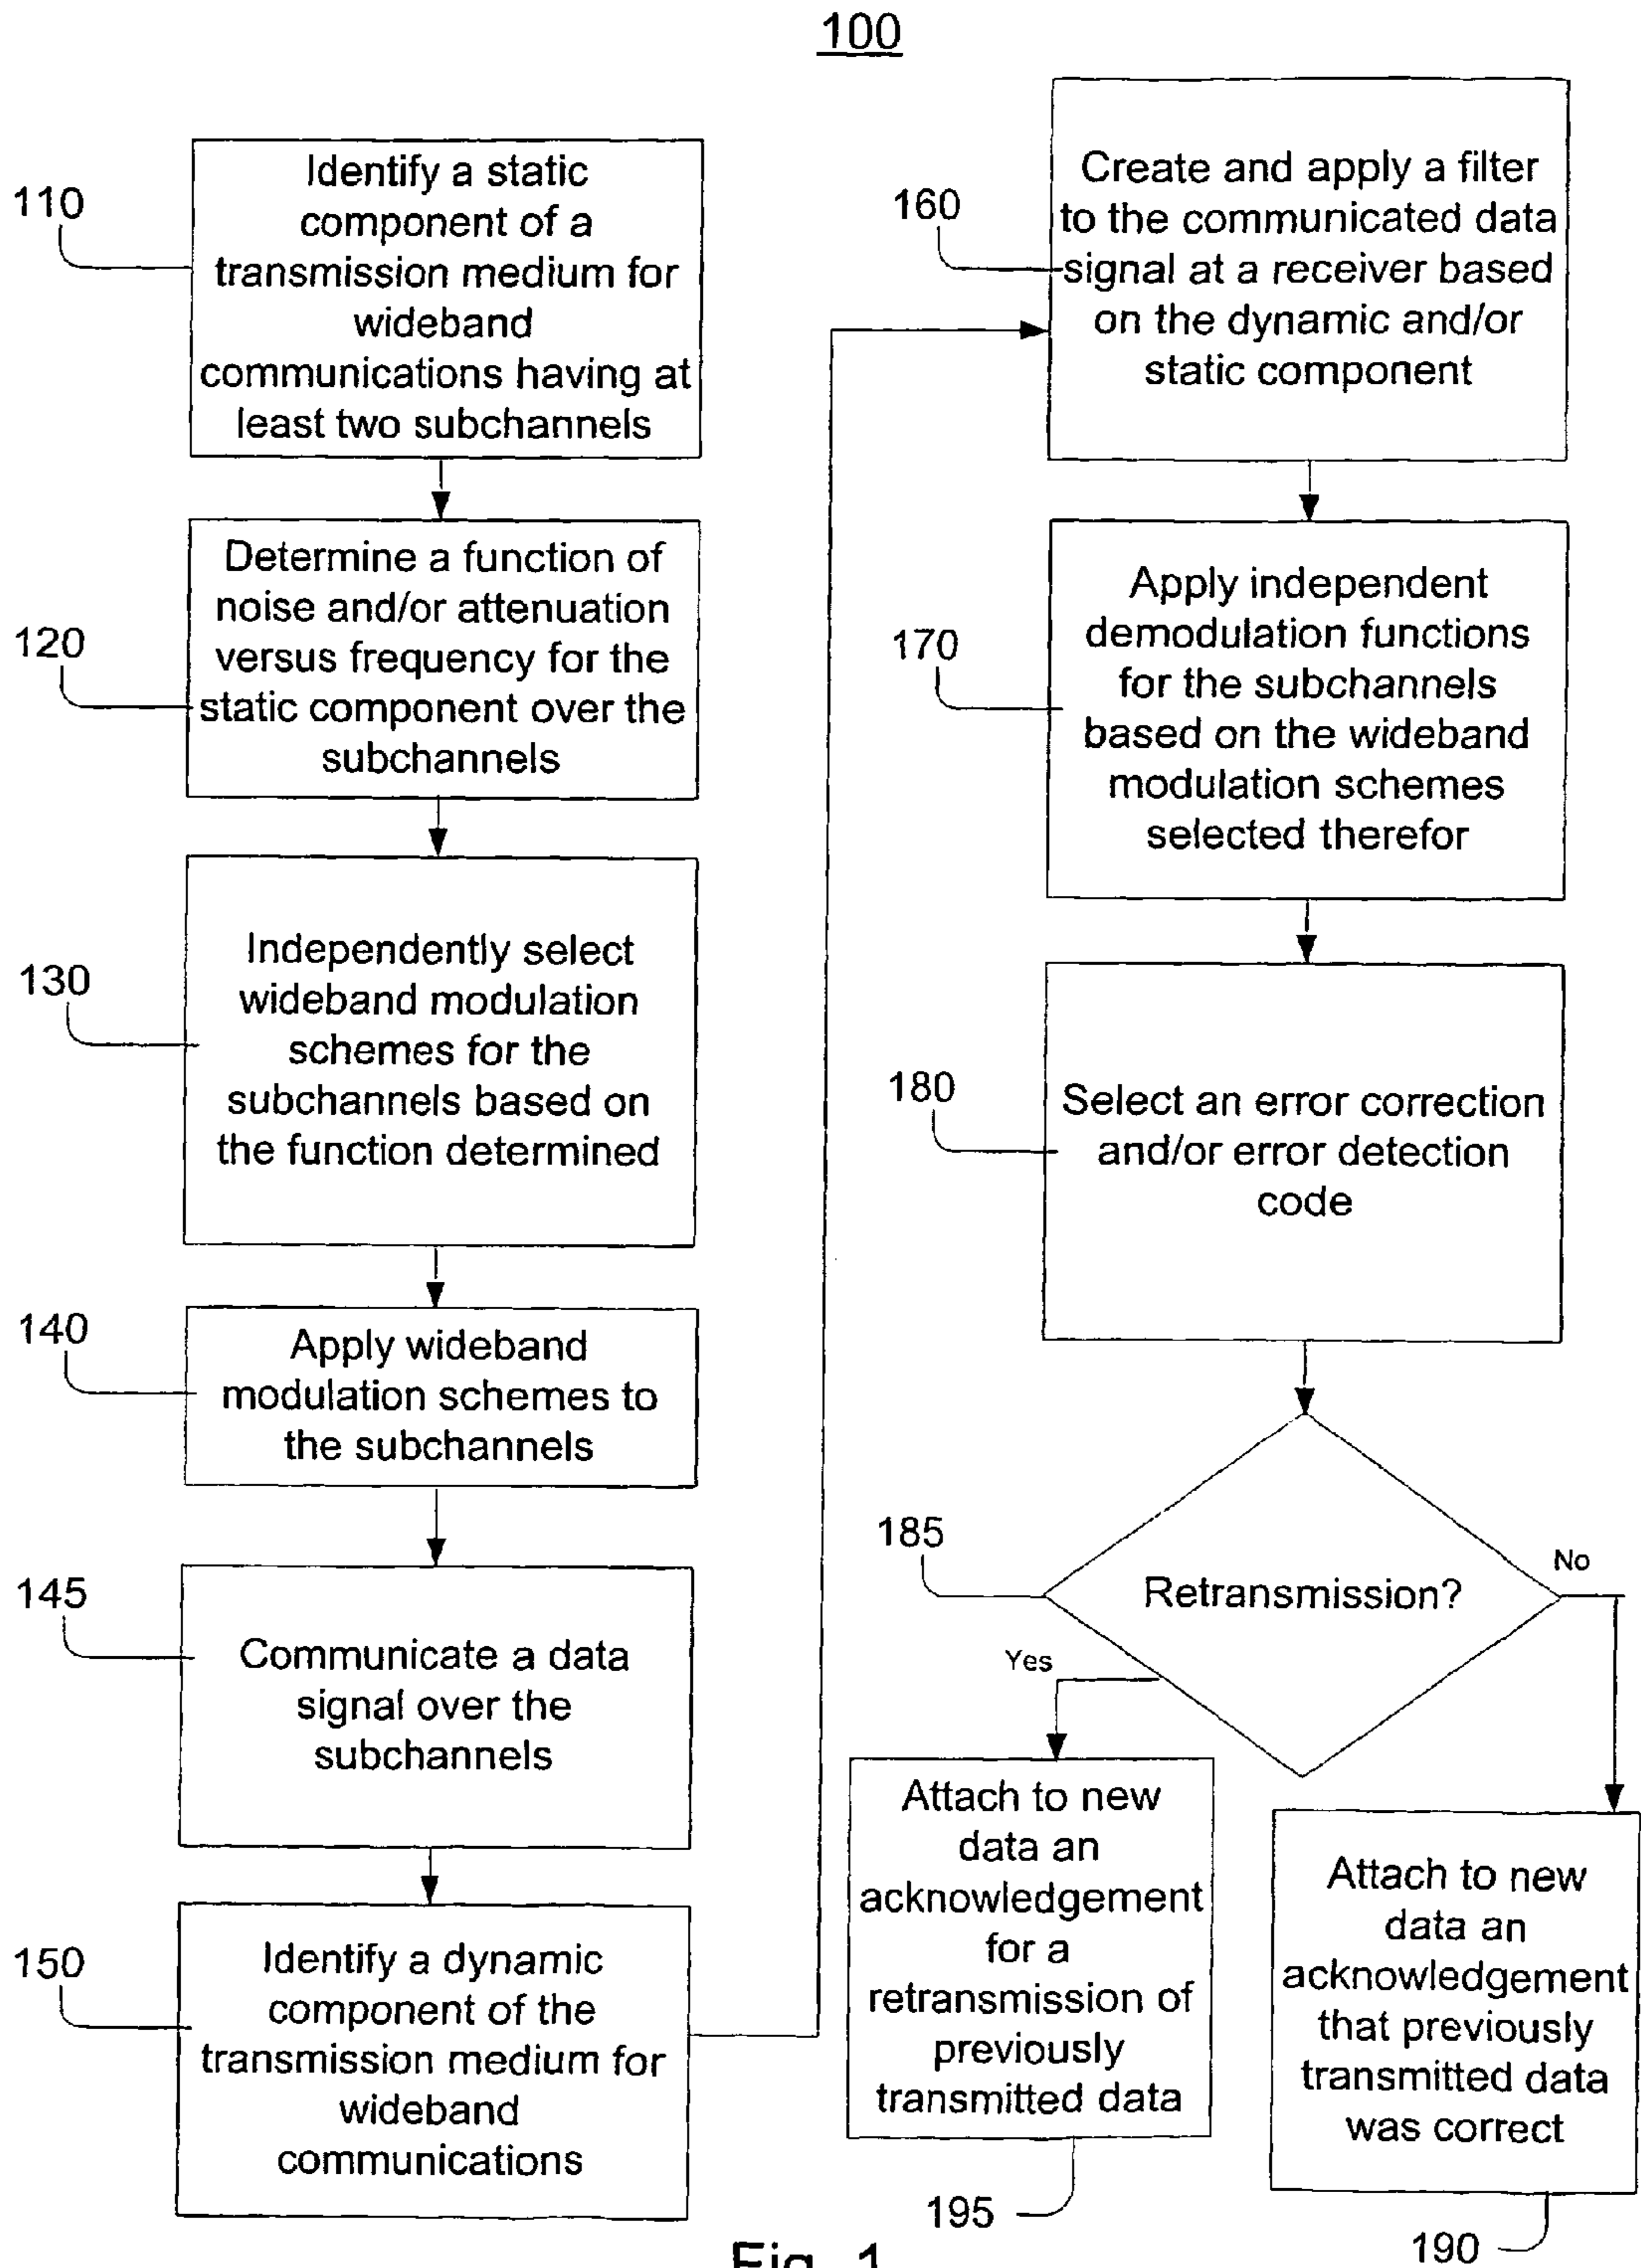 100
110
Identify a static
component of a
transmission medium for
wideband
communications having at
least two subchannels
120
Determine a function of
noise and/or attenuation
versus frequency for the
static component over the
subchannels
130
Independently select
wideband modulation
schemes for the
subchannels based on
the function determined
140
Apply wideband
modulation schemes to
the subchannels
145
Communicate a data
signal over the
subchannels
150
Identify a dynamic
component of the
transmission medium for
wideband
communications
160
Create and apply a filter
to the communicated data
signal at a receiver based
on the dynamic and/or
static component
170
Apply independent
demodulation functions
for the subchannels
based on the wideband
modulation schemes
selected therefor
180
Select an error correction
and/or error detection
code
185
Retransmission?
No
Yes
Attach to new
data an
acknowledgement
for a
retransmission of
previously
transmitted data
195
Attach to new
data an
acknowledgement
that previously
transmitted data
was correct
190
Fig. 1